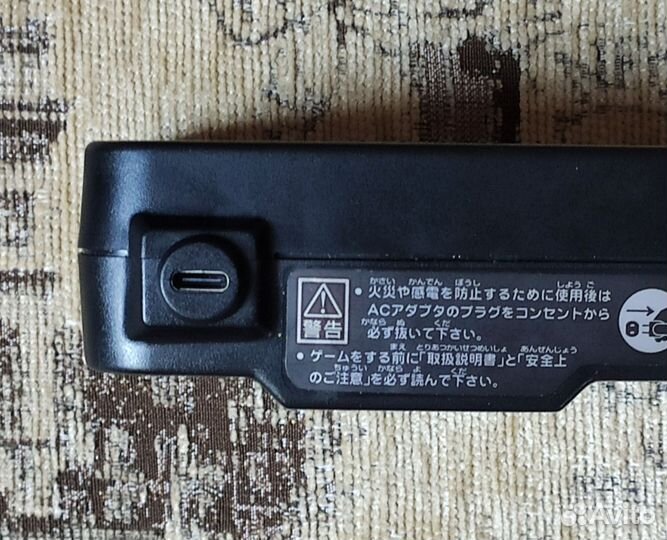 警告
・火災や感電を防止するために使用後は
ACアダプタのプラグをコンセントから
必ず抜いて下さい。
・ゲームをする前に「取扱説明書」と「安全上
のご注意」を必ず読んで下さい。
Avito